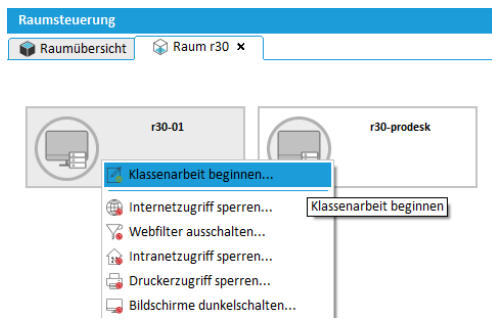 Raumsteuerung
Raumübersicht Raum r30 ×
r30-01 r30-prodesk
Klassenarbeit beginnen...
Internetzugriff sperren...
Klassenarbeit beginnen
Webfilter ausschalten...
Intranetzugriff sperren...
Druckerzugriff sperren...
Bildschirme dunkelschalten...